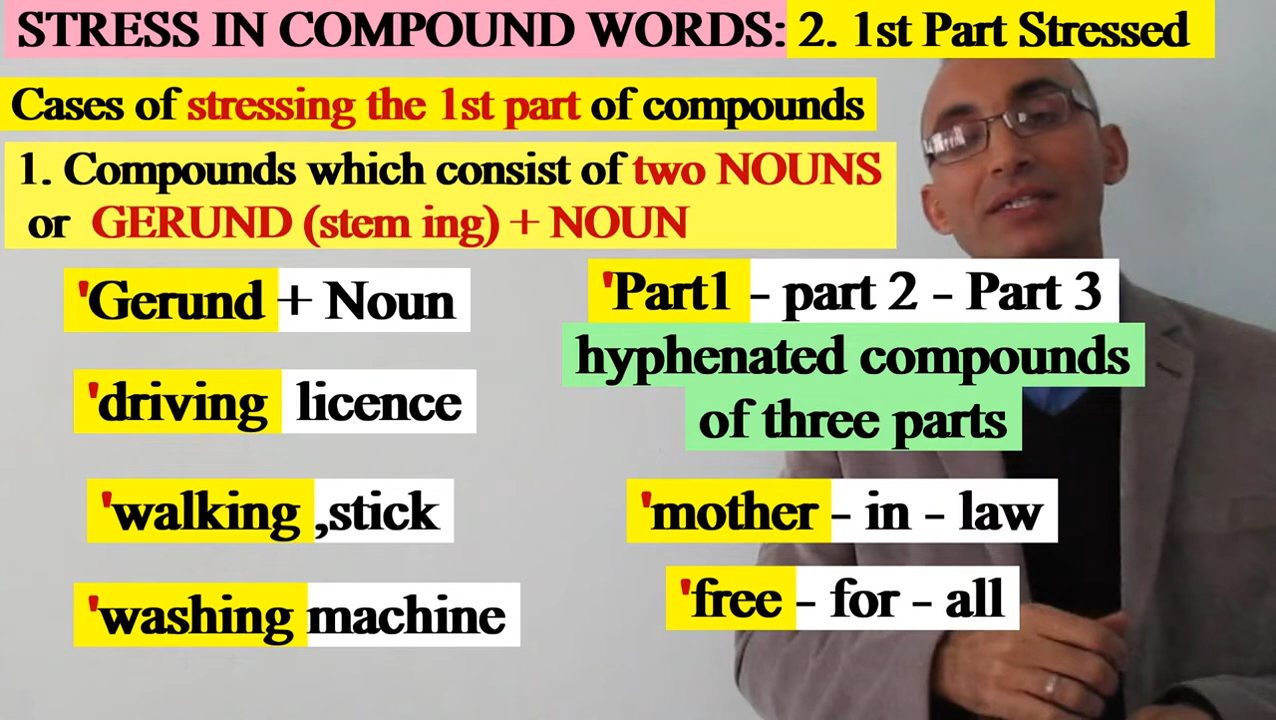 STRESS IN COMPOUND WORDS: 2. 1st Part Stressed
Cases of stressing the 1st part of compounds
1. Compounds which consist of two NOUNS
or GERUND (stem ing) + NOUN
'Gerund + Noun
'driving licence
'walking ,stick
'washing machine
'Part1 - part 2 - Part 3
hyphenated compounds
of three parts
'mother - in - law
'free - for - all